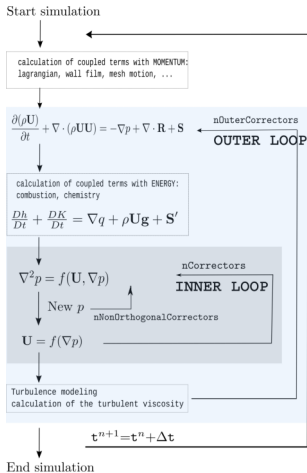 Start simulation
calculation of coupled terms with MOMENTUM:
lagrangian, wall film, mesh motion, ...
∂(ρU)/∂t + ∇ · (ρUU) = −∇p + ∇ · R + S
nOuterCorrectors
OUTER LOOP
calculation of coupled terms with ENERGY:
combustion, chemistry
Dh/Dt + DK/Dt = ∇q + ρUg + S′
nCorrectors
INNER LOOP
∇²p = f(U, ∇p)
New p
nNonOrthogonalCorrectors
U = f(∇p)
Turbulence modeling
calculation of the turbulent viscosity
tⁿ⁺¹=tⁿ+Δt
End simulation